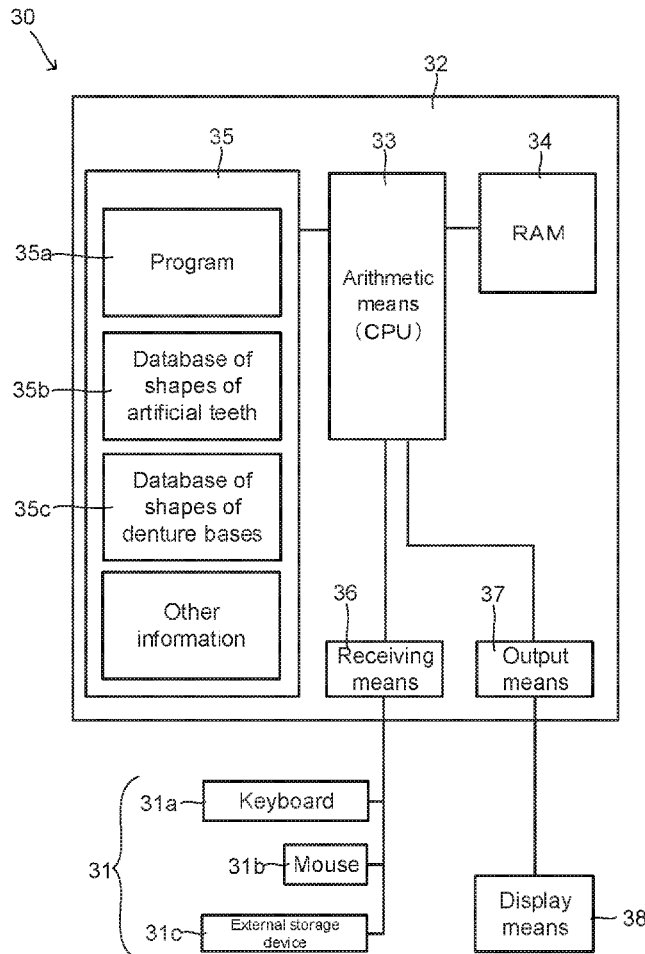 30
32
35
33
34
35a
Program
Arithmetic
means
(CPU)
RAM
35b
Database of
shapes of
artificial teeth
35c
Database of
shapes of
denture bases
Other
information
36
Receiving
means
37
Output
means
31
31a
Keyboard
31b
Mouse
31c
External storage
device
Display
means
38